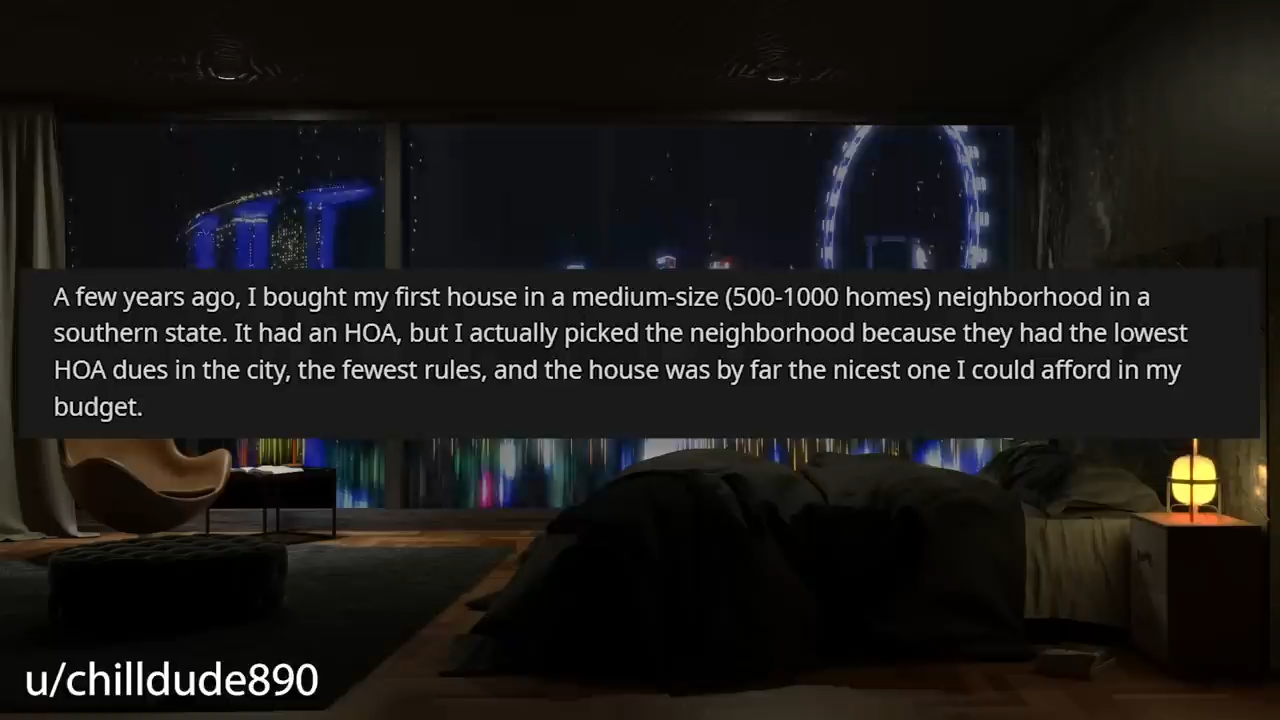 A few years ago, I bought my first house in a medium-size (500-1000 homes) neighborhood in a
southern state. It had an HOA, but I actually picked the neighborhood because they had the lowest
HOA dues in the city, the fewest rules, and the house was by far the nicest one I could afford in my
budget.
u/chilldude890